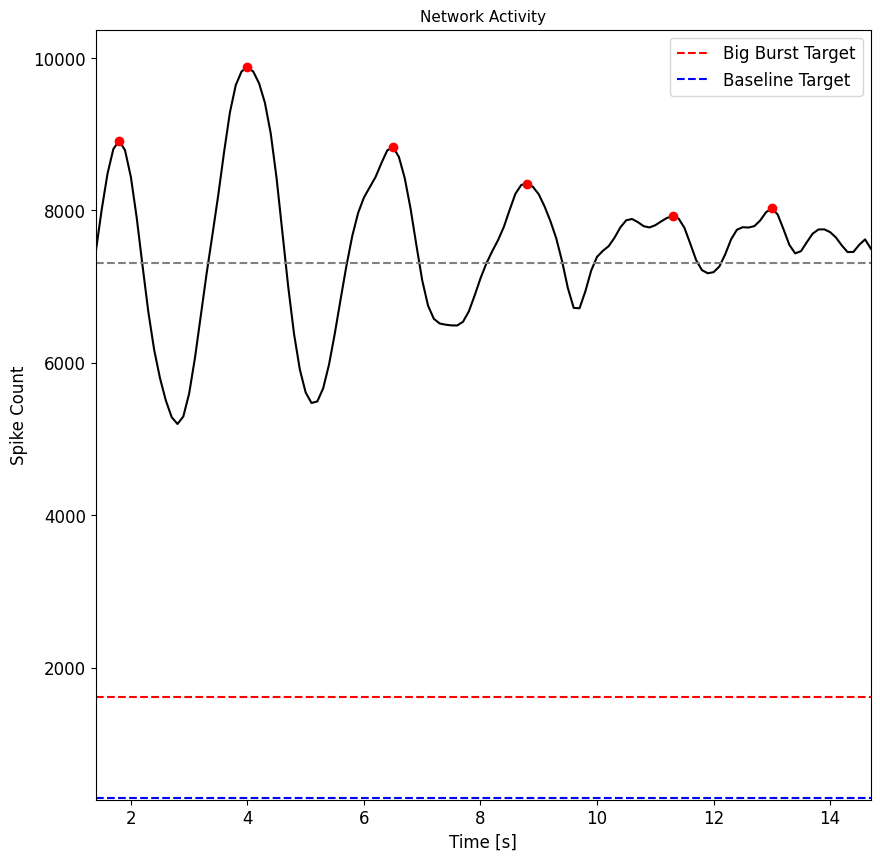 Network Activity
Big Burst Target
Baseline Target
10000
8000
6000
4000
2000
Spike Count
2
4
6
8
10
12
14
Time [s]